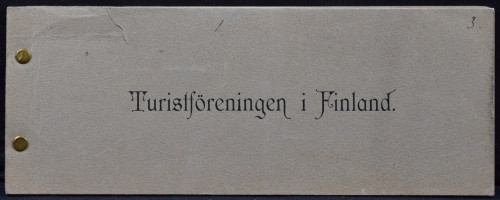 3.
Turistföreningen i Finland.